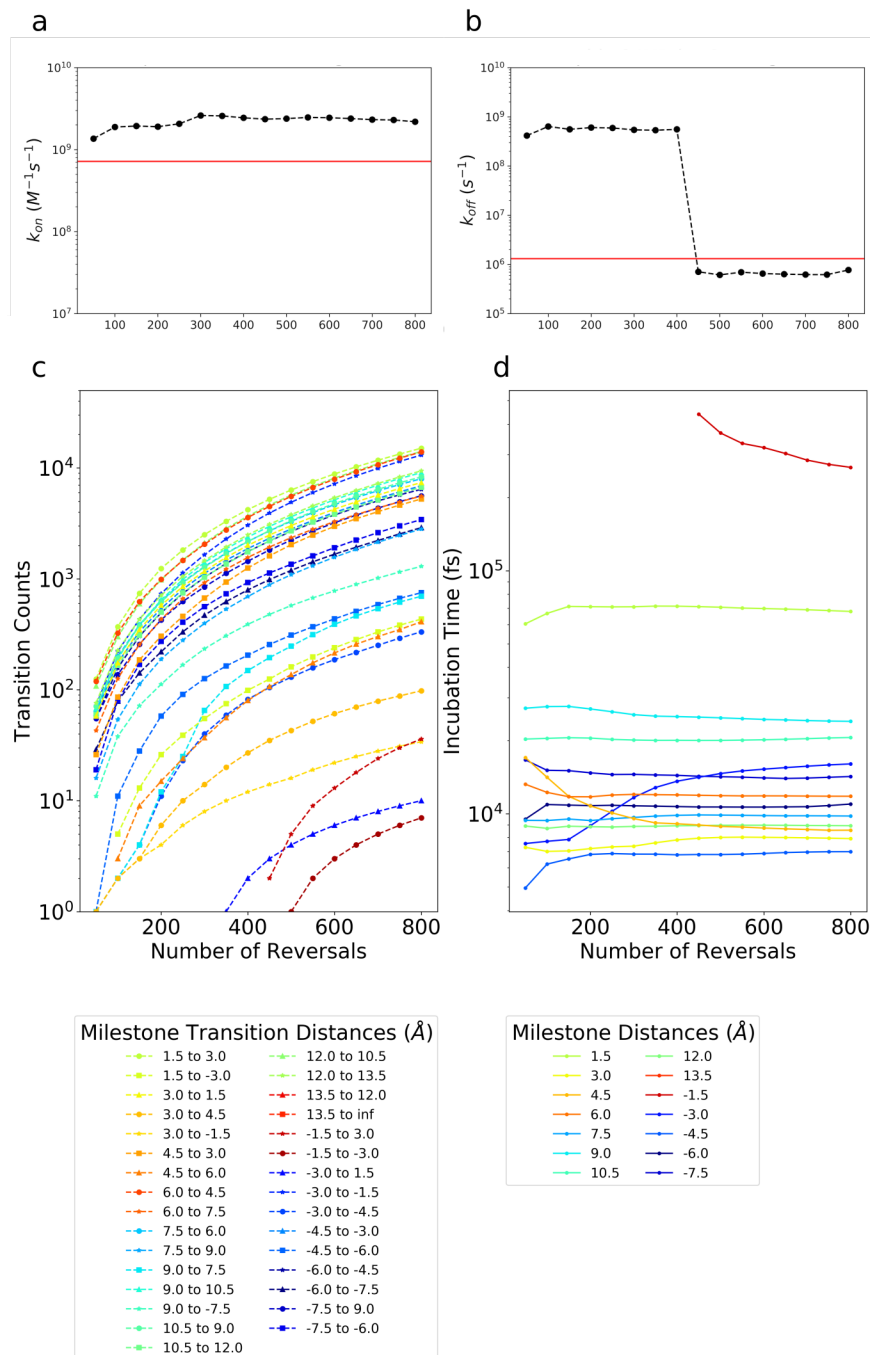 a
b
10^10
10^9
10^8
10^7
k_on (M^−1 s^−1)
100 200 300 400 500 600 700 800
10^10
10^9
10^8
10^7
10^6
10^5
k_off (s^−1)
100 200 300 400 500 600 700 800
c
d
10^4
10^3
10^2
10^1
10^0
Transition Counts
200 400 600 800
Number of Reversals
10^5
10^4
Incubation Time (fs)
200 400 600 800
Number of Reversals
Milestone Transition Distances (Å)
1.5 to 3.0
1.5 to -3.0
3.0 to 1.5
3.0 to 4.5
3.0 to -1.5
4.5 to 3.0
4.5 to 6.0
6.0 to 4.5
6.0 to 7.5
7.5 to 6.0
7.5 to 9.0
9.0 to 7.5
9.0 to 10.5
9.0 to -7.5
10.5 to 9.0
10.5 to 12.0
12.0 to 10.5
12.0 to 13.5
13.5 to 12.0
13.5 to inf
-1.5 to 3.0
-1.5 to -3.0
-3.0 to 1.5
-3.0 to -1.5
-3.0 to -4.5
-4.5 to -3.0
-4.5 to -6.0
-6.0 to -4.5
-6.0 to -7.5
-7.5 to 9.0
-7.5 to -6.0
Milestone Distances (Å)
1.5
3.0
4.5
6.0
7.5
9.0
10.5
12.0
13.5
-1.5
-3.0
-4.5
-6.0
-7.5